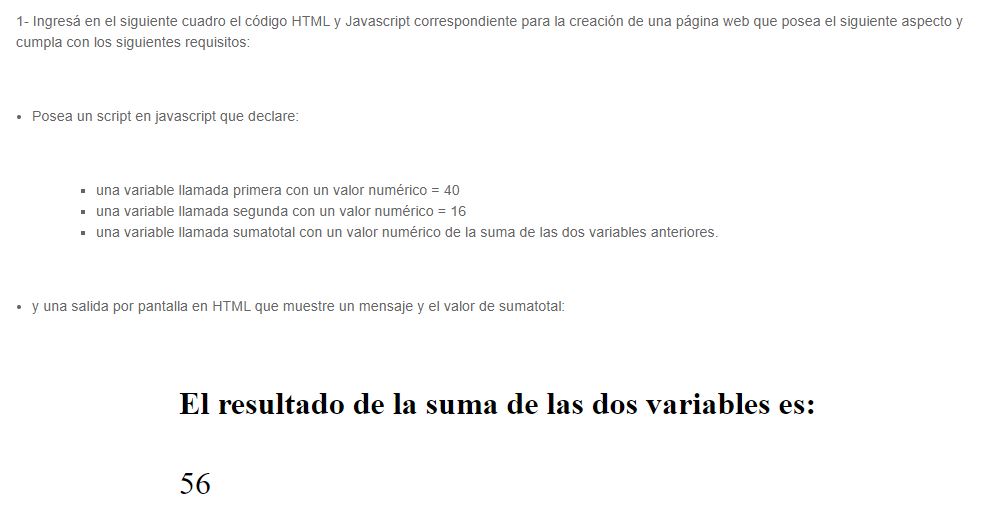 1- Ingresá en el siguiente cuadro el código HTML y Javascript correspondiente para la creación de una página web que posea el siguiente aspecto y
cumpla con los siguientes requisitos:
• Posea un script en javascript que declare:
▪ una variable llamada primera con un valor numérico = 40
▪ una variable llamada segunda con un valor numérico = 16
▪ una variable llamada sumatotal con un valor numérico de la suma de las dos variables anteriores.
• y una salida por pantalla en HTML que muestre un mensaje y el valor de sumatotal:
El resultado de la suma de las dos variables es:
56